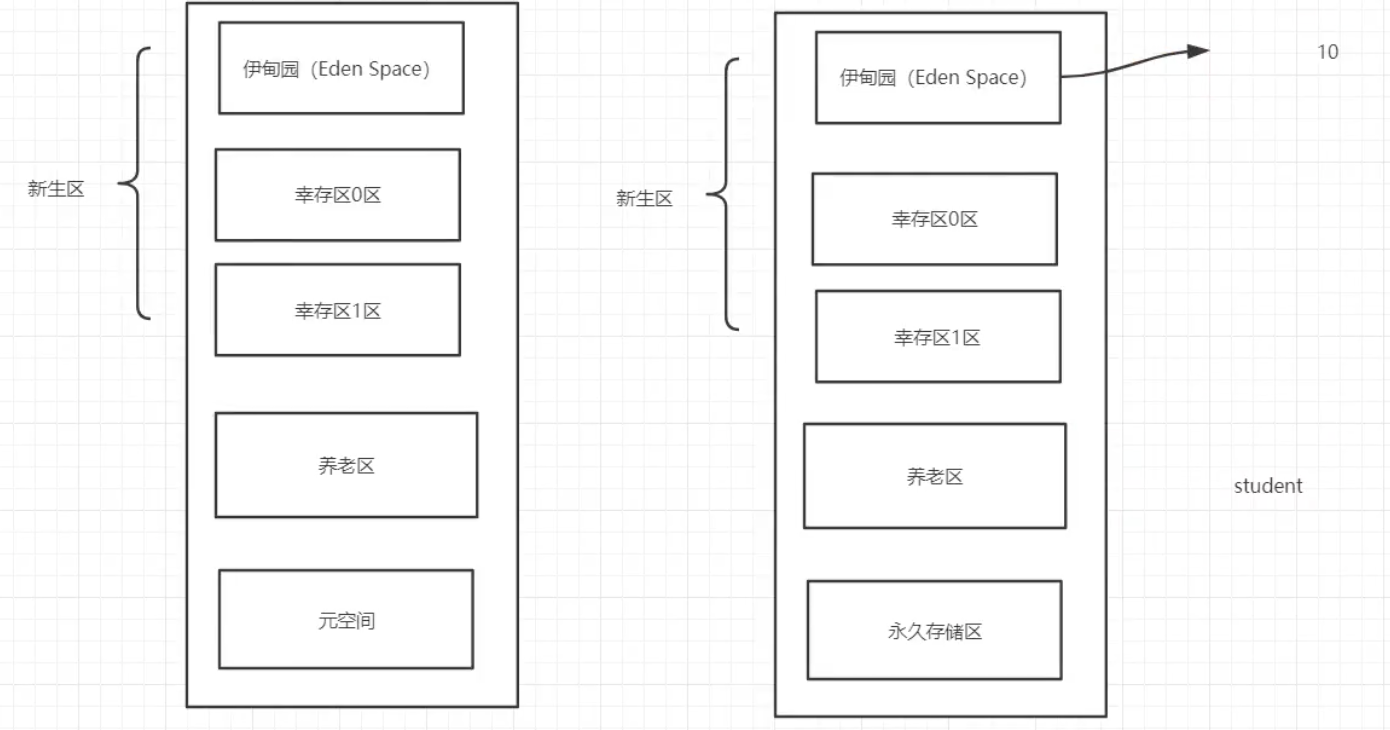 伊甸园（Eden Space）
新生区
幸存区0区
幸存区1区
养老区
元空间
伊甸园（Eden Space）
10
新生区
幸存区0区
幸存区1区
养老区
student
永久存储区